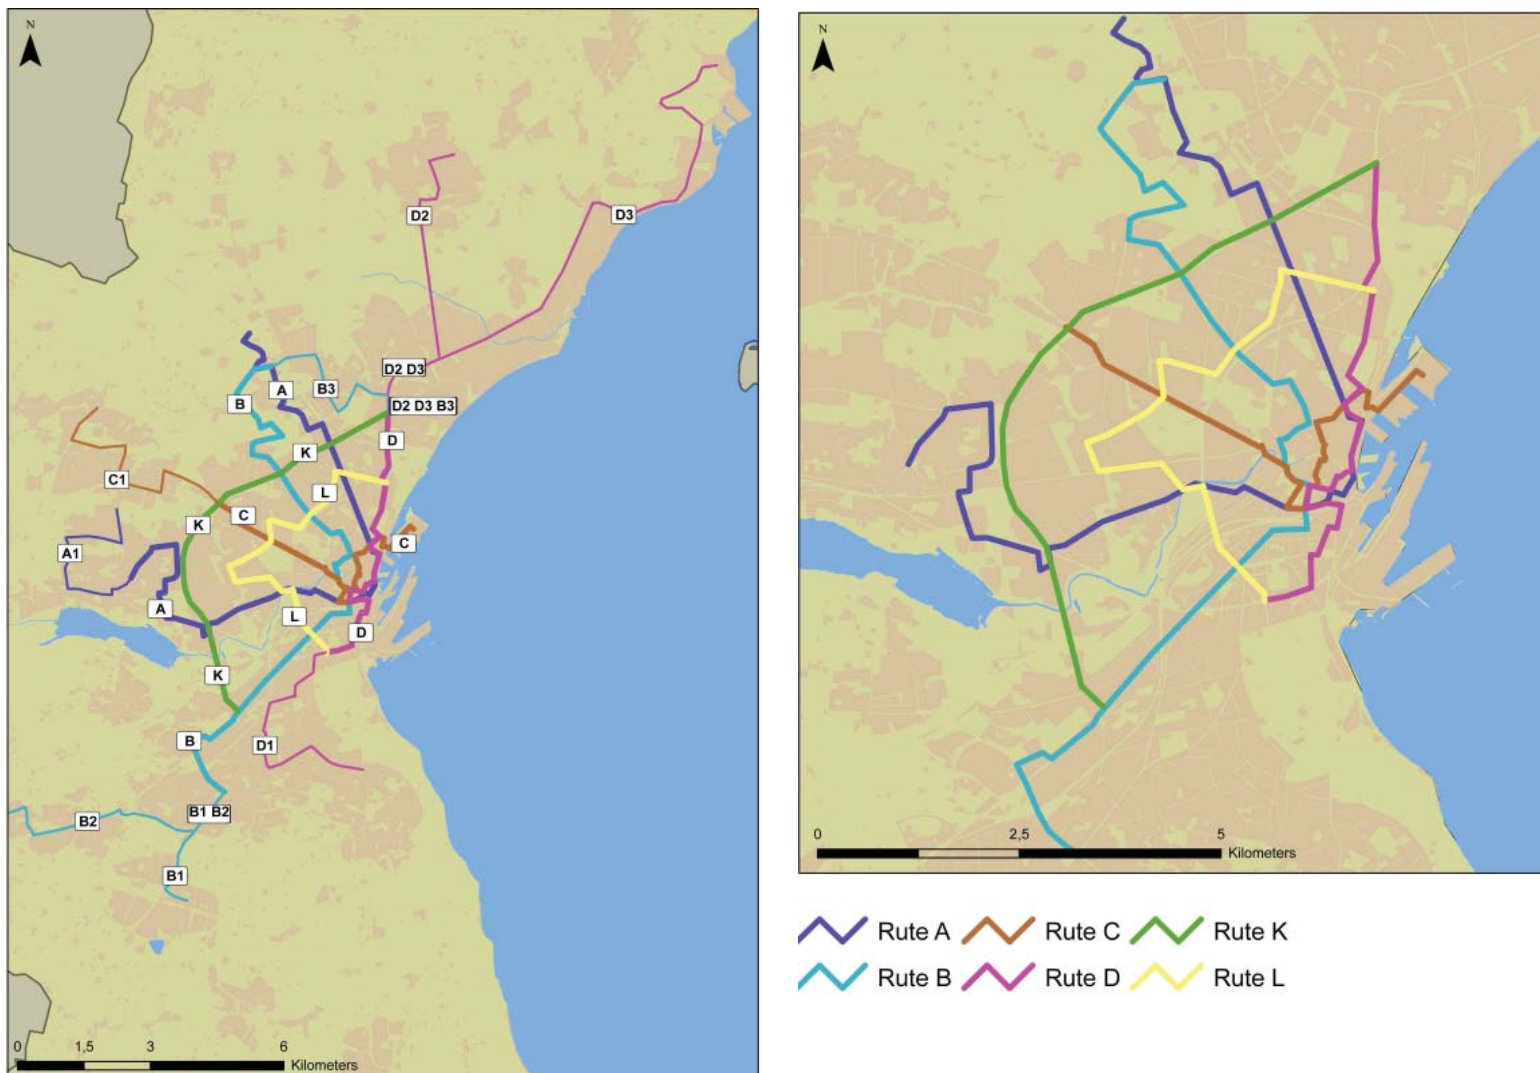 N
D3
D2
D2 D3
A
B3
B
D2 D3 B3
D
K
C1
L
K
C
C
A1
A
L
D
K
B
D1
B1 B2
B2
B1
0 1,5 3 6
Kilometers
N
0 2,5 5
Kilometers
Rute A Rute C Rute K
Rute B Rute D Rute L